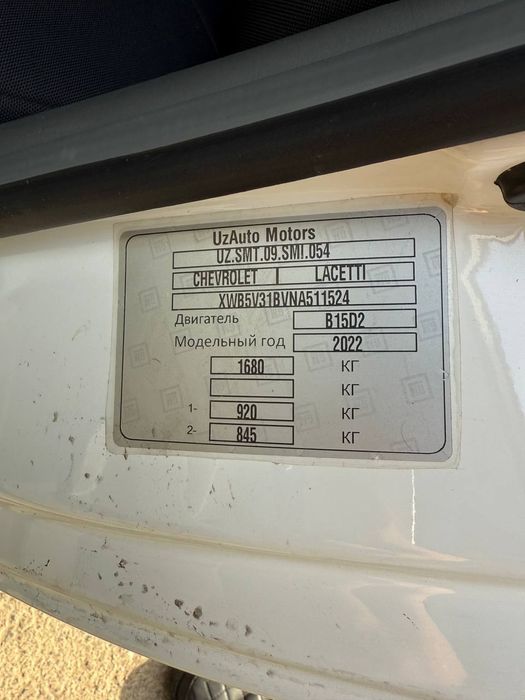 UzAuto Motors
UZ.SMT.09.SMI.054
CHEVROLET LACETTI
XWB5V31BVNA511524
Двигатель B15D2
Модельный год 2022
1680 КГ
КГ
1- 920 КГ
2- 845 КГ